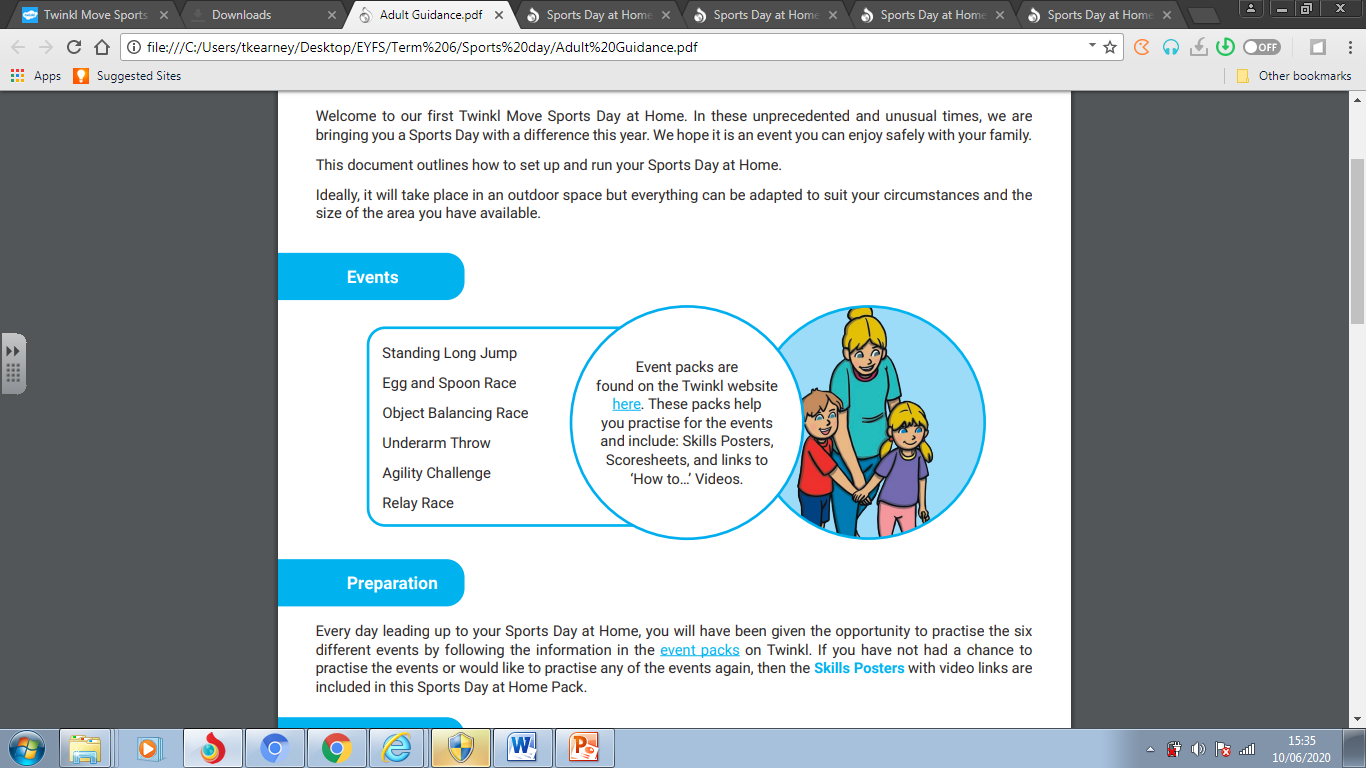 Twinkl Move Sports
Downloads
Adult Guidance.pdf
Sports Day at Home
Sports Day at Home
Sports Day at Home
Sports Day at Home
file:///C:/Users/tkearney/Desktop/EYFS/Term%206/Sports%20day/Adult%20Guidance.pdf
OFF
Apps
Suggested Sites
Other bookmarks
Welcome to our first Twinkl Move Sports Day at Home. In these unprecedented and unusual times, we are
bringing you a Sports Day with a difference this year. We hope it is an event you can enjoy safely with your family.
This document outlines how to set up and run your Sports Day at Home.
Ideally, it will take place in an outdoor space but everything can be adapted to suit your circumstances and the
size of the area you have available.
Events
Standing Long Jump
Egg and Spoon Race
Object Balancing Race
Underarm Throw
Agility Challenge
Relay Race
Event packs are
found on the Twinkl website
here. These packs help
you practise for the events
and include: Skills Posters,
Scoresheets, and links to
‘How to...’ Videos.
Preparation
Every day leading up to your Sports Day at Home, you will have been given the opportunity to practise the six
different events by following the information in the event packs on Twinkl. If you have not had a chance to
practise the events or would like to practise any of the events again, then the Skills Posters with video links are
included in this Sports Day at Home Pack.
15:35
10/06/2020